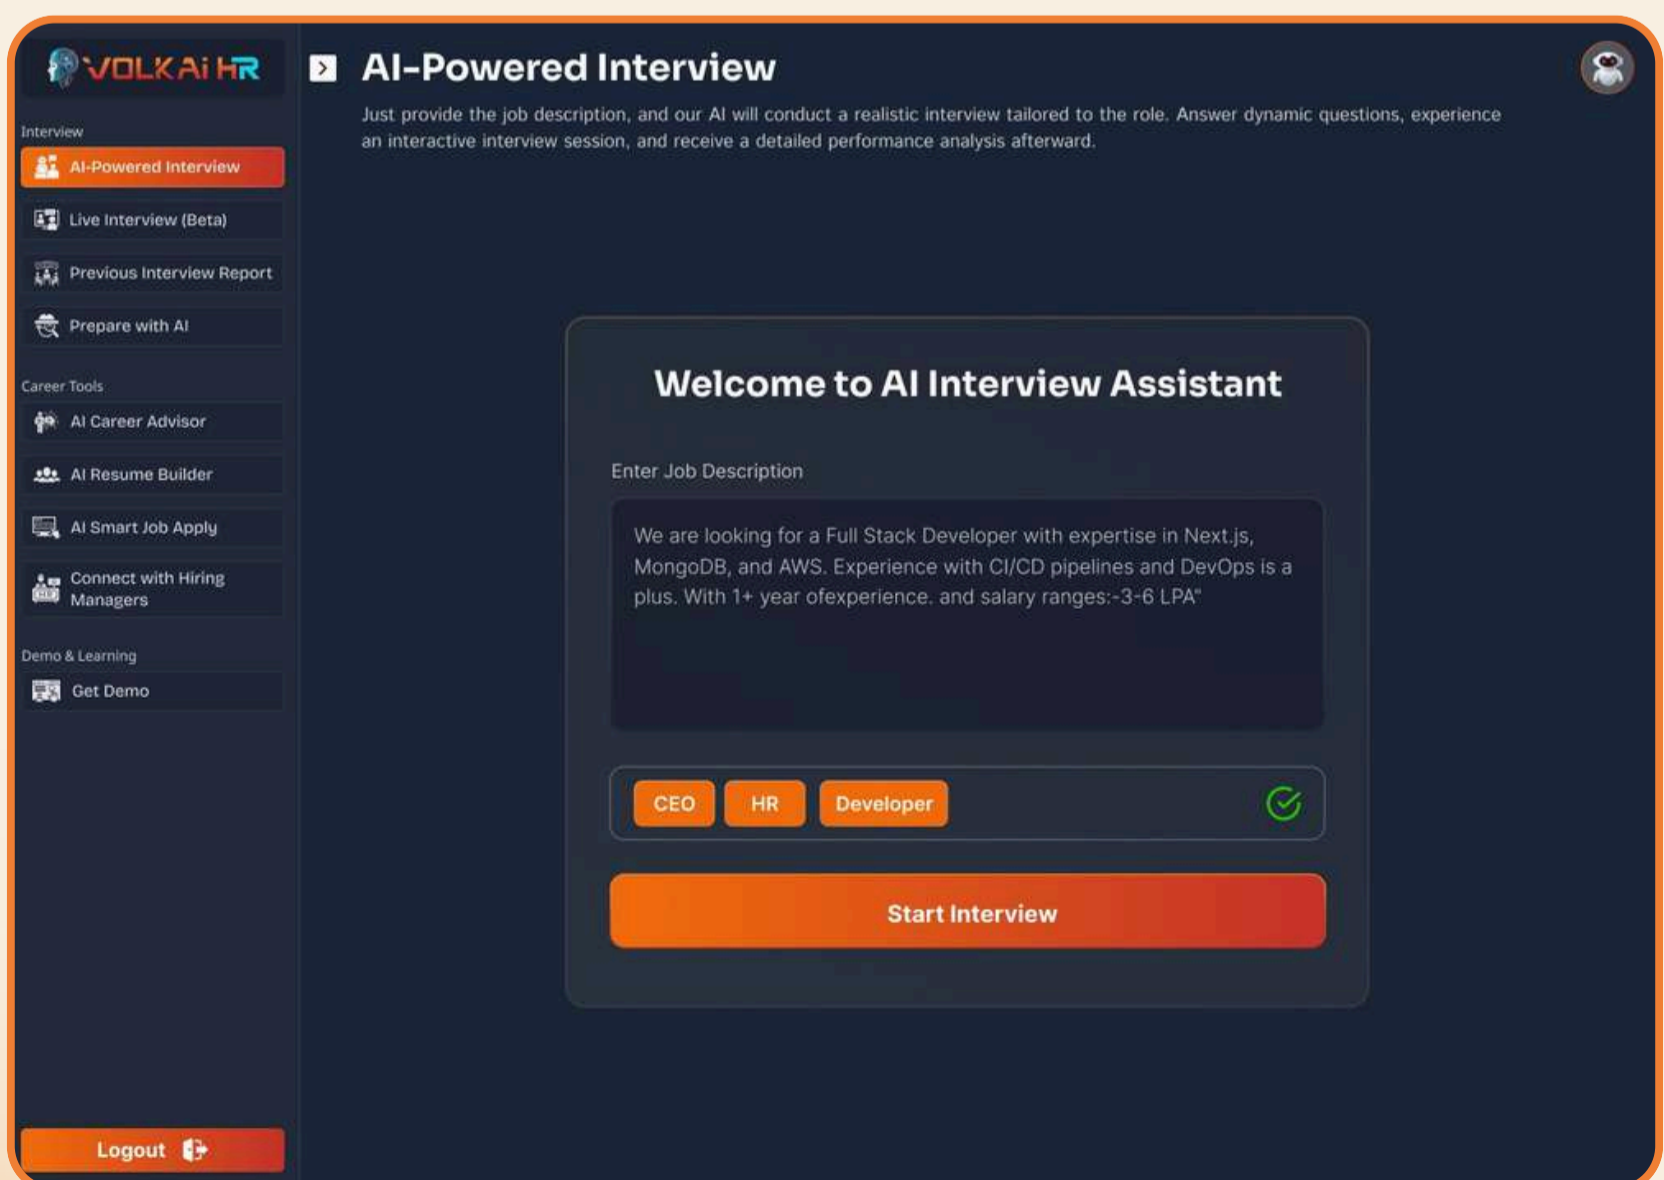 VOLKAi HR
Interview
AI-Powered Interview
Live Interview (Beta)
Previous Interview Report
Prepare with AI
Career Tools
AI Career Advisor
AI Resume Builder
AI Smart Job Apply
Connect with Hiring
Managers
Demo & Learning
Get Demo
Logout
AI-Powered Interview
Just provide the job description, and our AI will conduct a realistic interview tailored to the role. Answer dynamic questions, experience
an interactive interview session, and receive a detailed performance analysis afterward.
Welcome to AI Interview Assistant
Enter Job Description
We are looking for a Full Stack Developer with expertise in Next.js,
MongoDB, and AWS. Experience with CI/CD pipelines and DevOps is a
plus. With 1+ year ofexperience. and salary ranges:-3-6 LPA"
CEO HR Developer
Start Interview